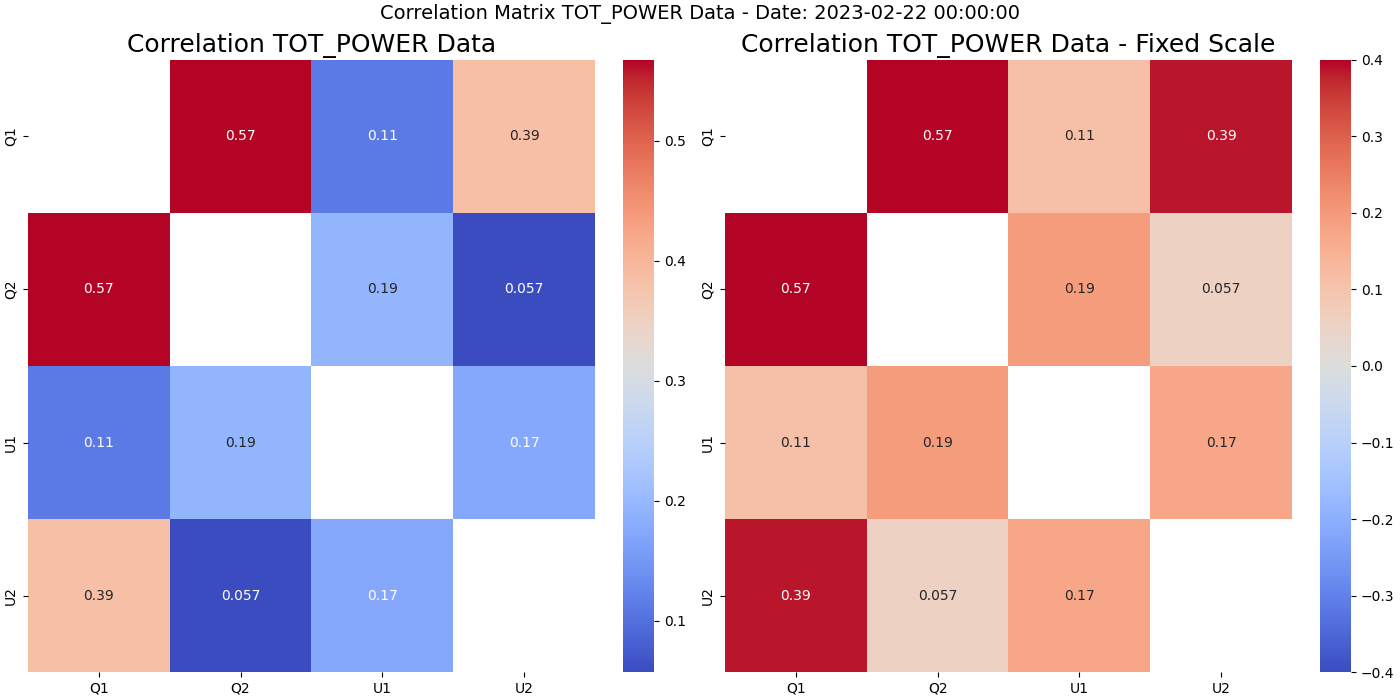 Correlation Matrix TOT_POWER Data - Date: 2023-02-22 00:00:00
Correlation TOT_POWER Data
Q1
0.57
0.11
0.39
Q2
0.57
0.19
0.057
U1
0.11
0.19
0.17
U2
0.39
0.057
0.17
Q1
Q2
U1
U2
0.5
0.4
0.3
0.2
0.1
Correlation TOT_POWER Data - Fixed Scale
Q1
0.57
0.11
0.39
Q2
0.57
0.19
0.057
U1
0.11
0.19
0.17
U2
0.39
0.057
0.17
Q1
Q2
U1
U2
0.4
0.3
0.2
0.1
0.0
−0.1
−0.2
−0.3
−0.4